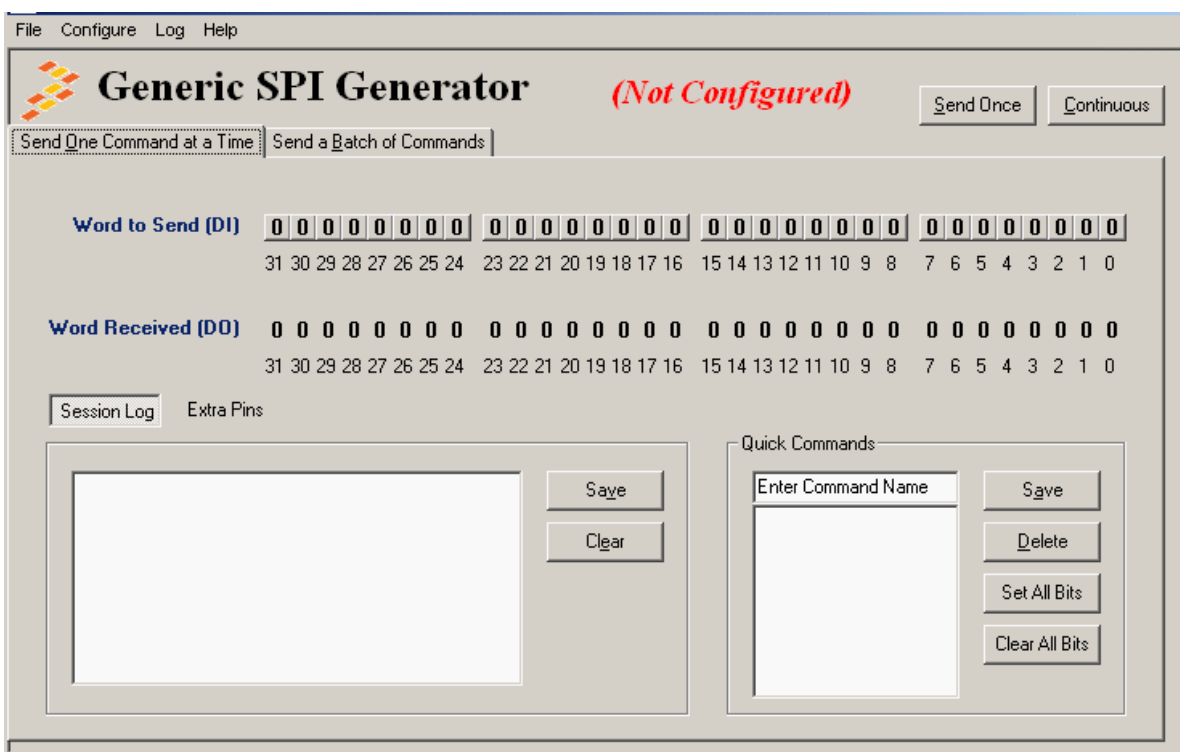 File Configure Log Help
Generic SPI Generator (Not Configured) Send Once Continuous
Send One Command at a Time Send a Batch of Commands
Word to Send (DI) 0 0 0 0 0 0 0 0 0 0 0 0 0 0 0 0 0 0 0 0 0 0 0 0 0 0 0 0 0 0 0 0
31 30 29 28 27 26 25 24 23 22 21 20 19 18 17 16 15 14 13 12 11 10 9 8 7 6 5 4 3 2 1 0
Word Received (DO) 0 0 0 0 0 0 0 0 0 0 0 0 0 0 0 0 0 0 0 0 0 0 0 0 0 0 0 0 0 0 0 0
31 30 29 28 27 26 25 24 23 22 21 20 19 18 17 16 15 14 13 12 11 10 9 8 7 6 5 4 3 2 1 0
Session Log Extra Pins
Save
Clear
Quick Commands
Enter Command Name
Save
Delete
Set All Bits
Clear All Bits